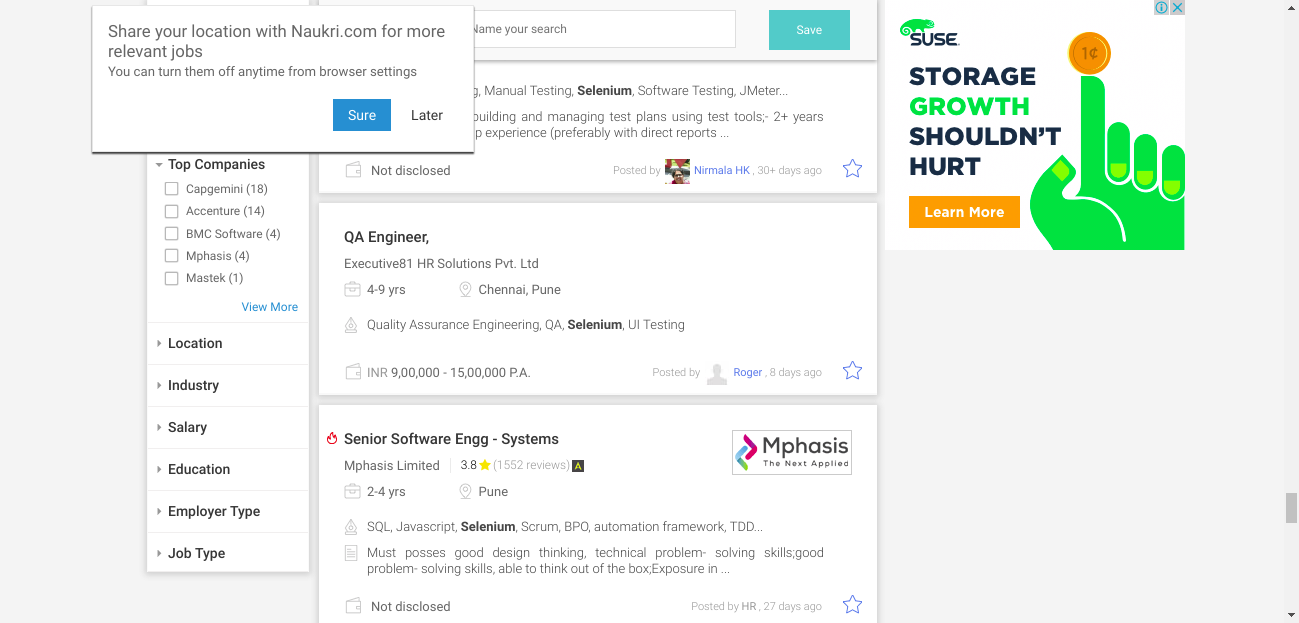 Share your location with Naukri.com for more
relevant jobs
You can turn them off anytime from browser settings
Sure
Later
Name your search
Save
Top Companies
Capgemini (18)
Accenture (14)
BMC Software (4)
Mphasis (4)
Mastek (1)
View More
Location
Industry
Salary
Education
Employer Type
Job Type
g, Manual Testing, Selenium, Software Testing, JMeter...
building and managing test plans using test tools;- 2+ years
p experience (preferably with direct reports ...
Not disclosed
Posted by Nirmala HK , 30+ days ago
QA Engineer,
Executive81 HR Solutions Pvt. Ltd
4-9 yrs
Chennai, Pune
Quality Assurance Engineering, QA, Selenium, UI Testing
INR 9,00,000 - 15,00,000 P.A.
Posted by Roger , 8 days ago
Senior Software Engg - Systems
Mphasis Limited
3.8 (1552 reviews) A
Mphasis
The Next Applied
2-4 yrs
Pune
SQL, Javascript, Selenium, Scrum, BPO, automation framework, TDD...
Must posses good design thinking, technical problem- solving skills;good
problem- solving skills, able to think out of the box;Exposure in ...
Not disclosed
Posted by HR , 27 days ago
SUSE
1¢
STORAGE
GROWTH
SHOULDN'T
HURT
Learn More